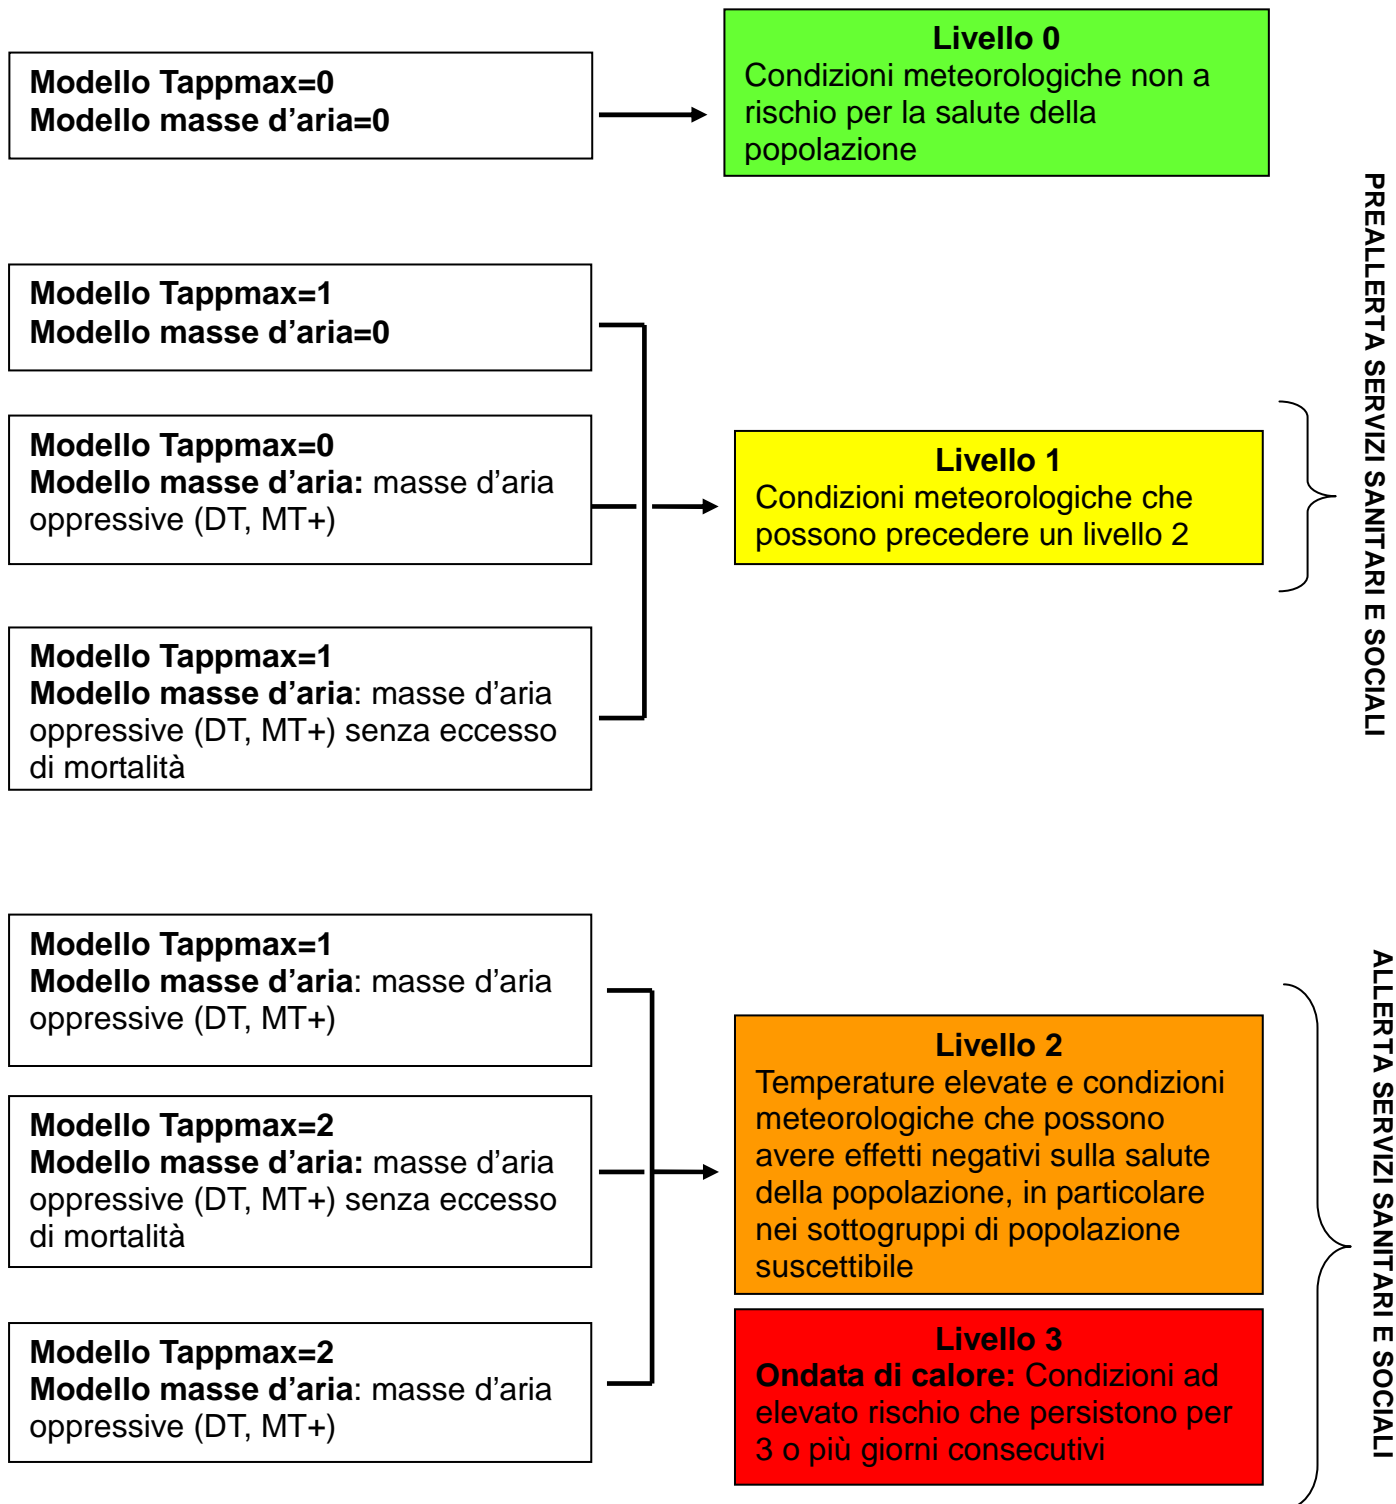 Modello Tappmax=0
Modello masse d’aria=0
Livello 0
Condizioni meteorologiche non a
rischio per la salute della
popolazione
Modello Tappmax=1
Modello masse d’aria=0
Modello Tappmax=0
Modello masse d’aria: masse d’aria
oppressive (DT, MT+)
Modello Tappmax=1
Modello masse d’aria: masse d’aria
oppressive (DT, MT+) senza eccesso
di mortalità
Livello 1
Condizioni meteorologiche che
possono precedere un livello 2
PREALLERTA SERVIZI SANITARI E SOCIALI
Modello Tappmax=1
Modello masse d’aria: masse d’aria
oppressive (DT, MT+)
Modello Tappmax=2
Modello masse d’aria: masse d’aria
oppressive (DT, MT+) senza eccesso
di mortalità
Modello Tappmax=2
Modello masse d’aria: masse d’aria
oppressive (DT, MT+)
Livello 2
Temperature elevate e condizioni
meteorologiche che possono
avere effetti negativi sulla salute
della popolazione, in particolare
nei sottogruppi di popolazione
suscettibile
Livello 3
Ondata di calore: Condizioni ad
elevato rischio che persistono per
3 o più giorni consecutivi
ALLERTA SERVIZI SANITARI E SOCIALI